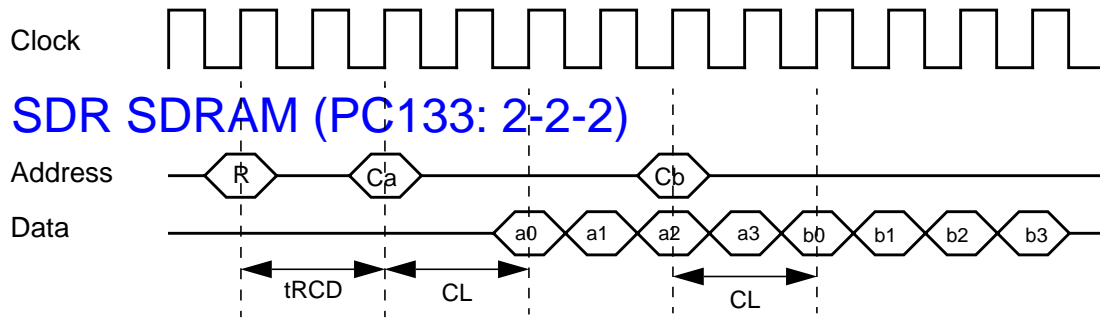 Clock
SDR SDRAM (PC133: 2-2-2)
Address
R
Ca
Cb
Data
a0
a1
a2
a3
b0
b1
b2
b3
tRCD
CL
CL